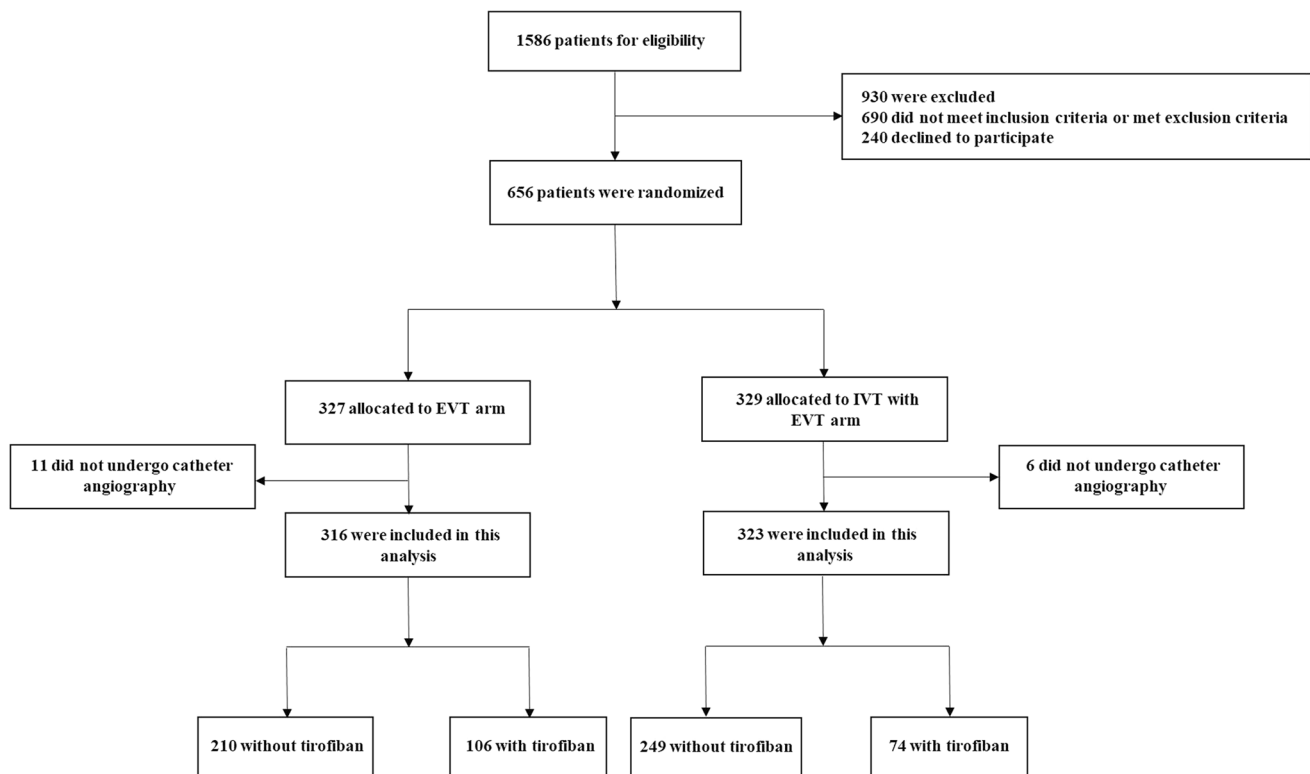 1586 patients for eligibility
930 were excluded
690 did not meet inclusion criteria or met exclusion criteria
240 declined to participate
656 patients were randomized
327 allocated to EVT arm
329 allocated to IVT with
EVT arm
11 did not undergo catheter
angiography
6 did not undergo catheter
angiography
316 were included in this
analysis
323 were included in this
analysis
210 without tirofiban
106 with tirofiban
249 without tirofiban
74 with tirofiban